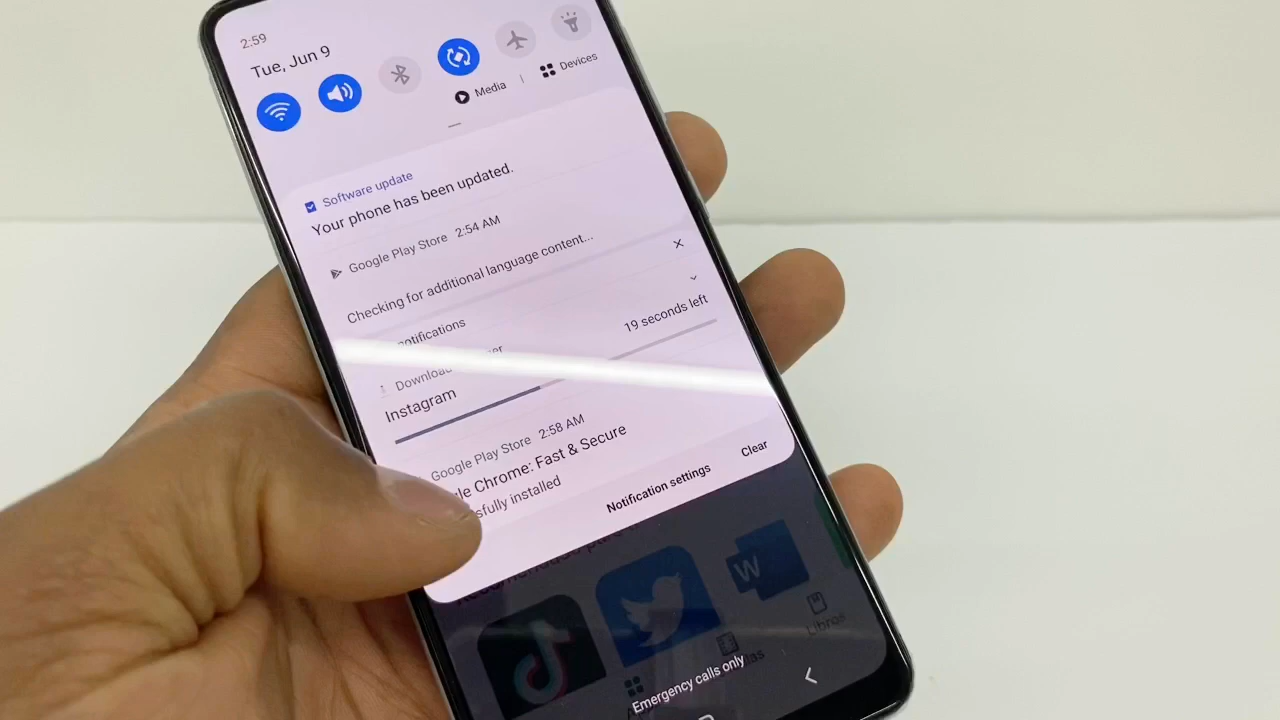 2:59
Tue, Jun 9
Media | Devices
Software update
Your phone has been updated.
Google Play Store 2:54 AM
Checking for additional language content...
notifications
Instagram
19 seconds left
Google Play Store 2:58 AM
Chrome: Fast & Secure
installed
Notification settings
Clear
W
Libros
Emergency calls only